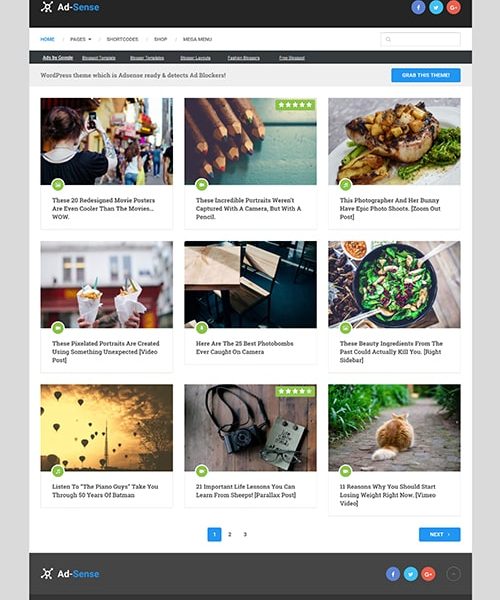 Ad-Sense
HOME / PAGES / SHORTCODES / SHOP / MEGA MENU
Ads by Google Blogspot Template Blogger Templates Blogger Layouts Fashion Bloggers Free Blogspot
WordPress theme which is Adsense ready & detects Ad Blockers!
GRAB THIS THEME!
These 20 Redesigned Movie Posters
Are Even Cooler Than The Movies...
WOW.
These Incredible Portraits Weren't
Captured With A Camera, But With A
Pencil.
This Photographer And Her Bunny
Have Epic Photo Shoots. [Zoom Out
Post]
These Pixelated Portraits Are Created
Using Something Unexpected [Video
Post]
Here Are The 25 Best Photobombs
Ever Caught On Camera
These Beauty Ingredients From The
Past Could Actually Kill You. [Right
Sidebar]
Listen To "The Piano Guys" Take You
Through 50 Years Of Batman
21 Important Life Lessons You Can
Learn From Sherps! [Parallax Post]
11 Reasons Why You Should Start
Losing Weight Right Now. [Vimeo
Video]
1 2 3
NEXT
Ad-Sense